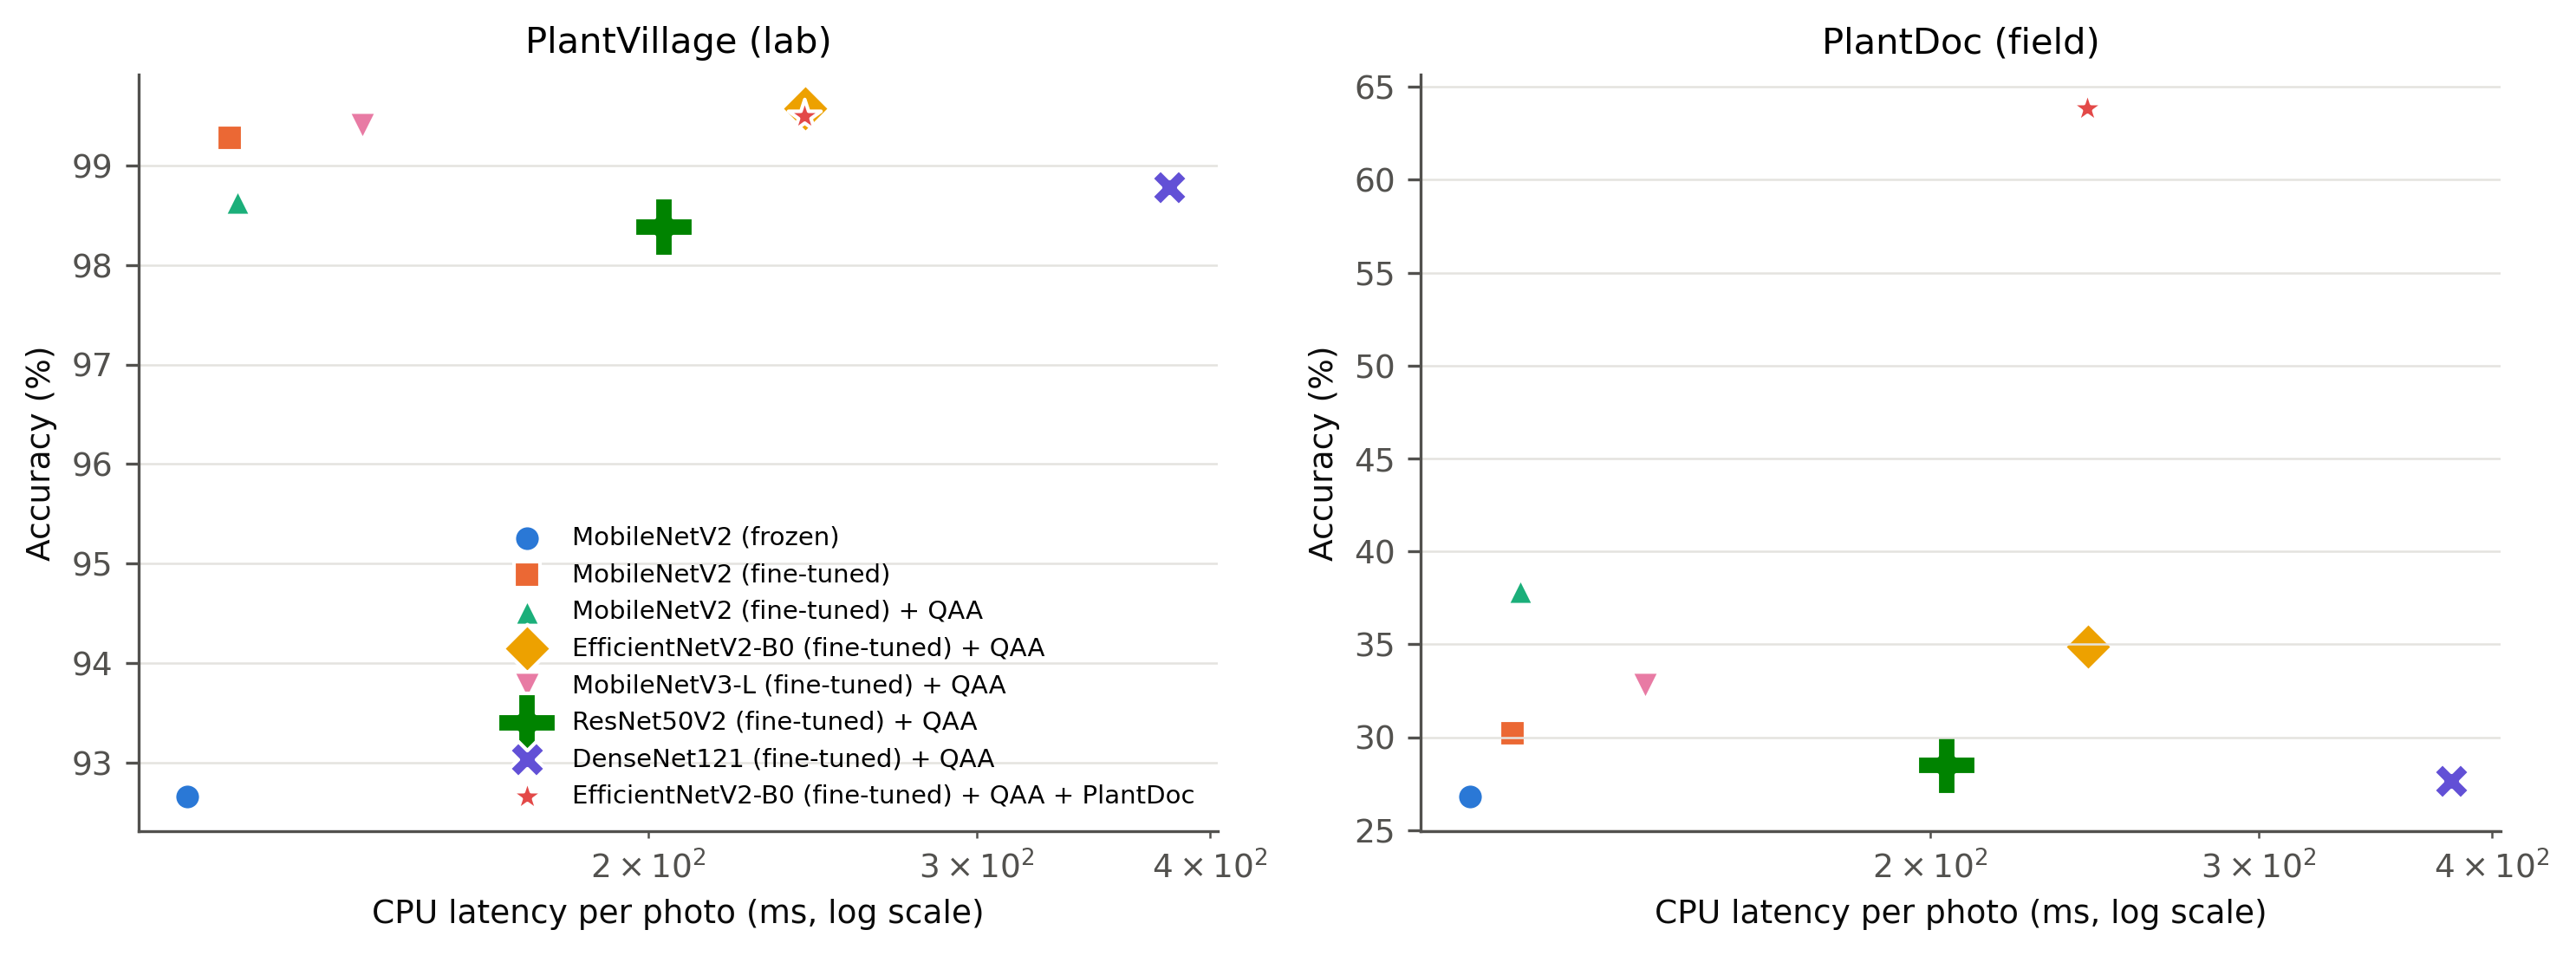 PlantVillage (lab)
Accuracy (%)
99
98
97
96
95
94
93
MobileNetV2 (frozen)
MobileNetV2 (fine-tuned)
MobileNetV2 (fine-tuned) + QAA
EfficientNetV2-B0 (fine-tuned) + QAA
MobileNetV3-L (fine-tuned) + QAA
ResNet50V2 (fine-tuned) + QAA
DenseNet121 (fine-tuned) + QAA
EfficientNetV2-B0 (fine-tuned) + QAA + PlantDoc
2 × 10² 3 × 10² 4 × 10²
CPU latency per photo (ms, log scale)
PlantDoc (field)
Accuracy (%)
65
60
55
50
45
40
35
30
25
2 × 10² 3 × 10² 4 × 10²
CPU latency per photo (ms, log scale)